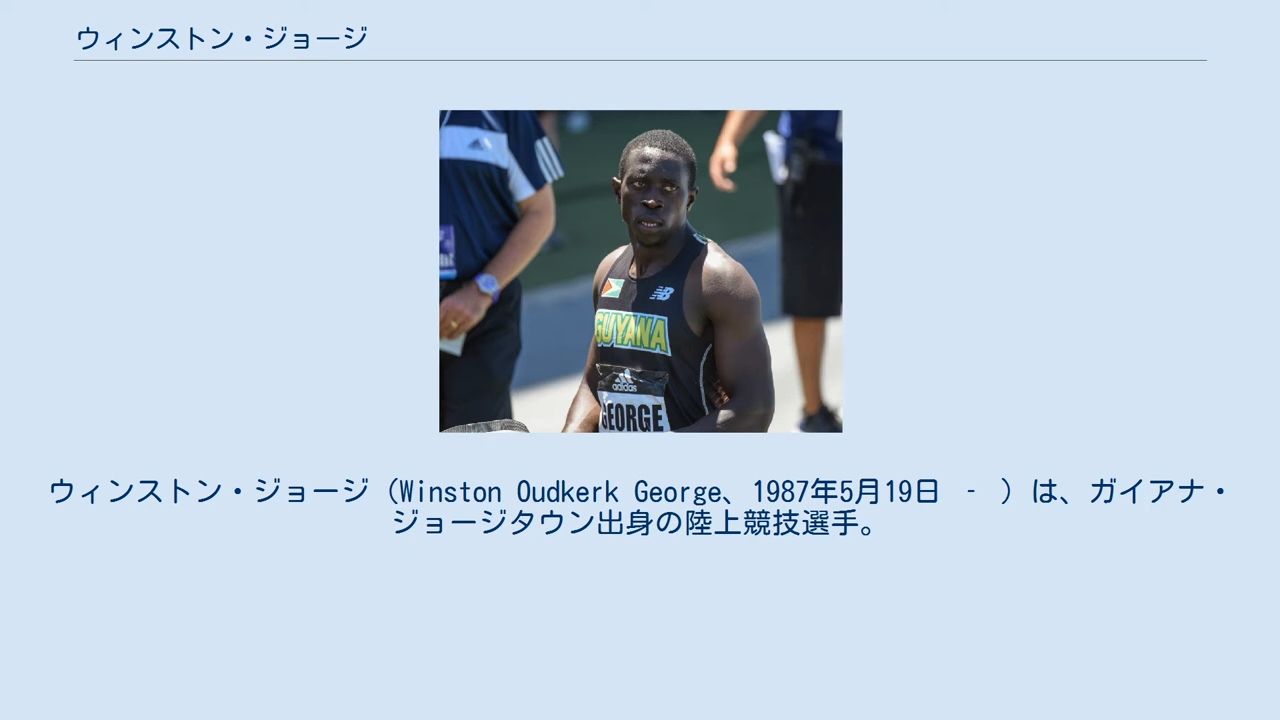 ウィンストン・ジョージ
GUYANA
adidas
GEORGE
ウィンストン・ジョージ（Winston Oudkerk George、1987年5月19日 - ）は、ガイアナ・
ジョージタウン出身の陸上競技選手。